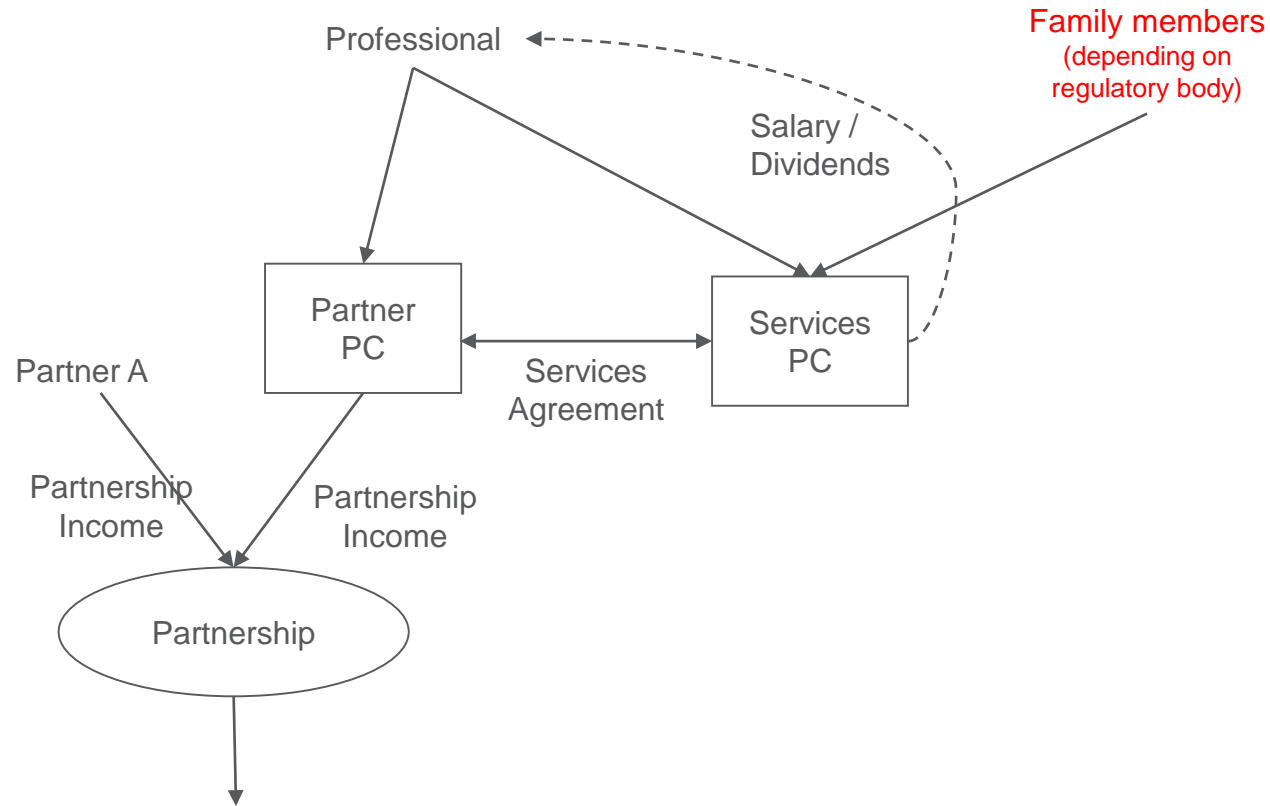 Family members
(depending on
regulatory body)
Professional
Salary /
Dividends
Partner
PC
Services
PC
Partner A
Services
Agreement
Partnership
Income
Partnership
Income
Partnership